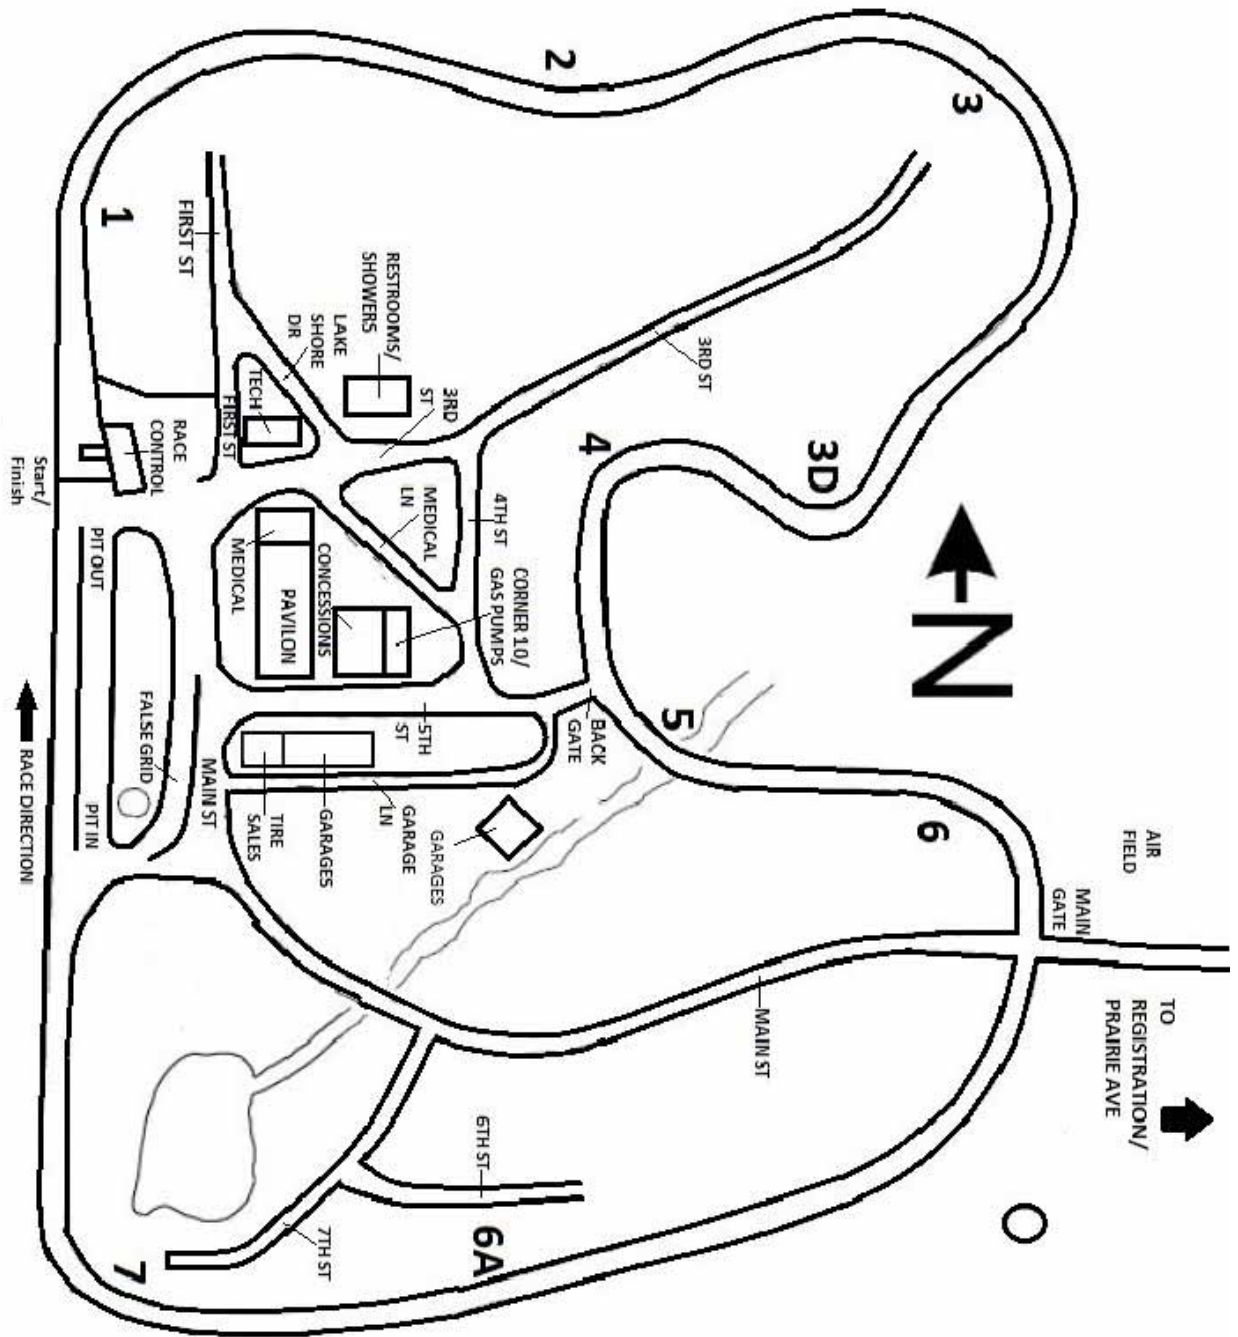 2
3
1
FIRST ST
RESTROOMS/
SHOWERS
LAKE
SHORE
DR
3RD ST
3RD
ST
TECH
FIRST ST
RACE
CONTROL
Start/
Finish
4
3D
N
MEDICAL
LN
4TH ST
PIT OUT
MEDICAL
CONCESSIONS
PAVILON
CORNER 10/
GAS PUMPS
5TH
ST
BACK
GATE
5
6
AIR
FIELD
MAIN
GATE
FALSE GRID
MAIN ST
TIRE
SALES
GARAGES
GARAGE
LN
GARAGES
PIT IN
RACE DIRECTION
MAIN ST
TO
REGISTRATION/
PRAIRIE AVE
6TH ST
7TH ST
6A
7